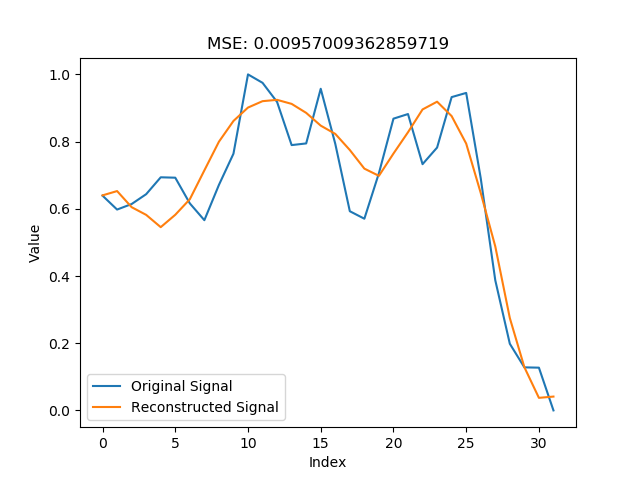 MSE: 0.00957009362859719
1.0
0.8
0.6
0.4
0.2
0.0
Value
Original Signal
Reconstructed Signal
0 5 10 15 20 25 30
Index